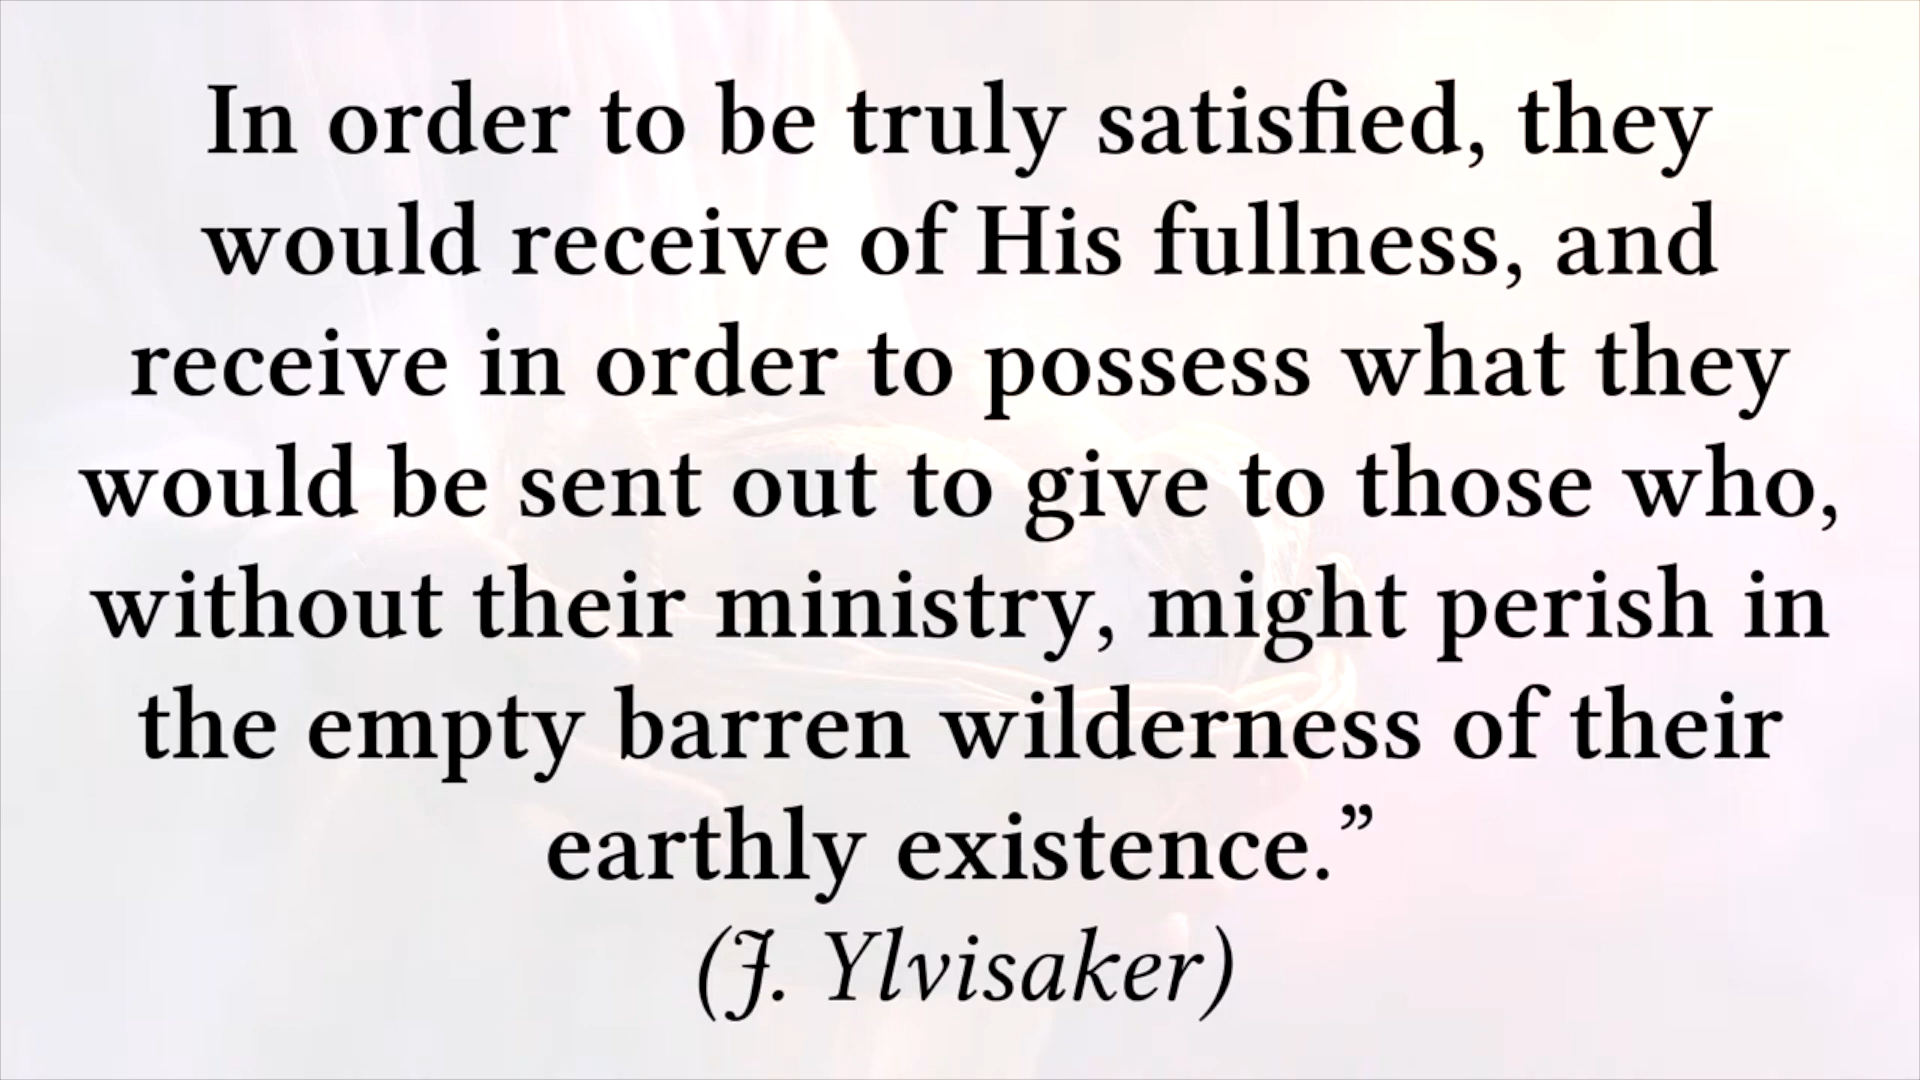 In order to be truly satisfied, they
would receive of His fullness, and
receive in order to possess what they
would be sent out to give to those who,
without their ministry, might perish in
the empty barren wilderness of their
earthly existence.”
(J. Ylvisaker)